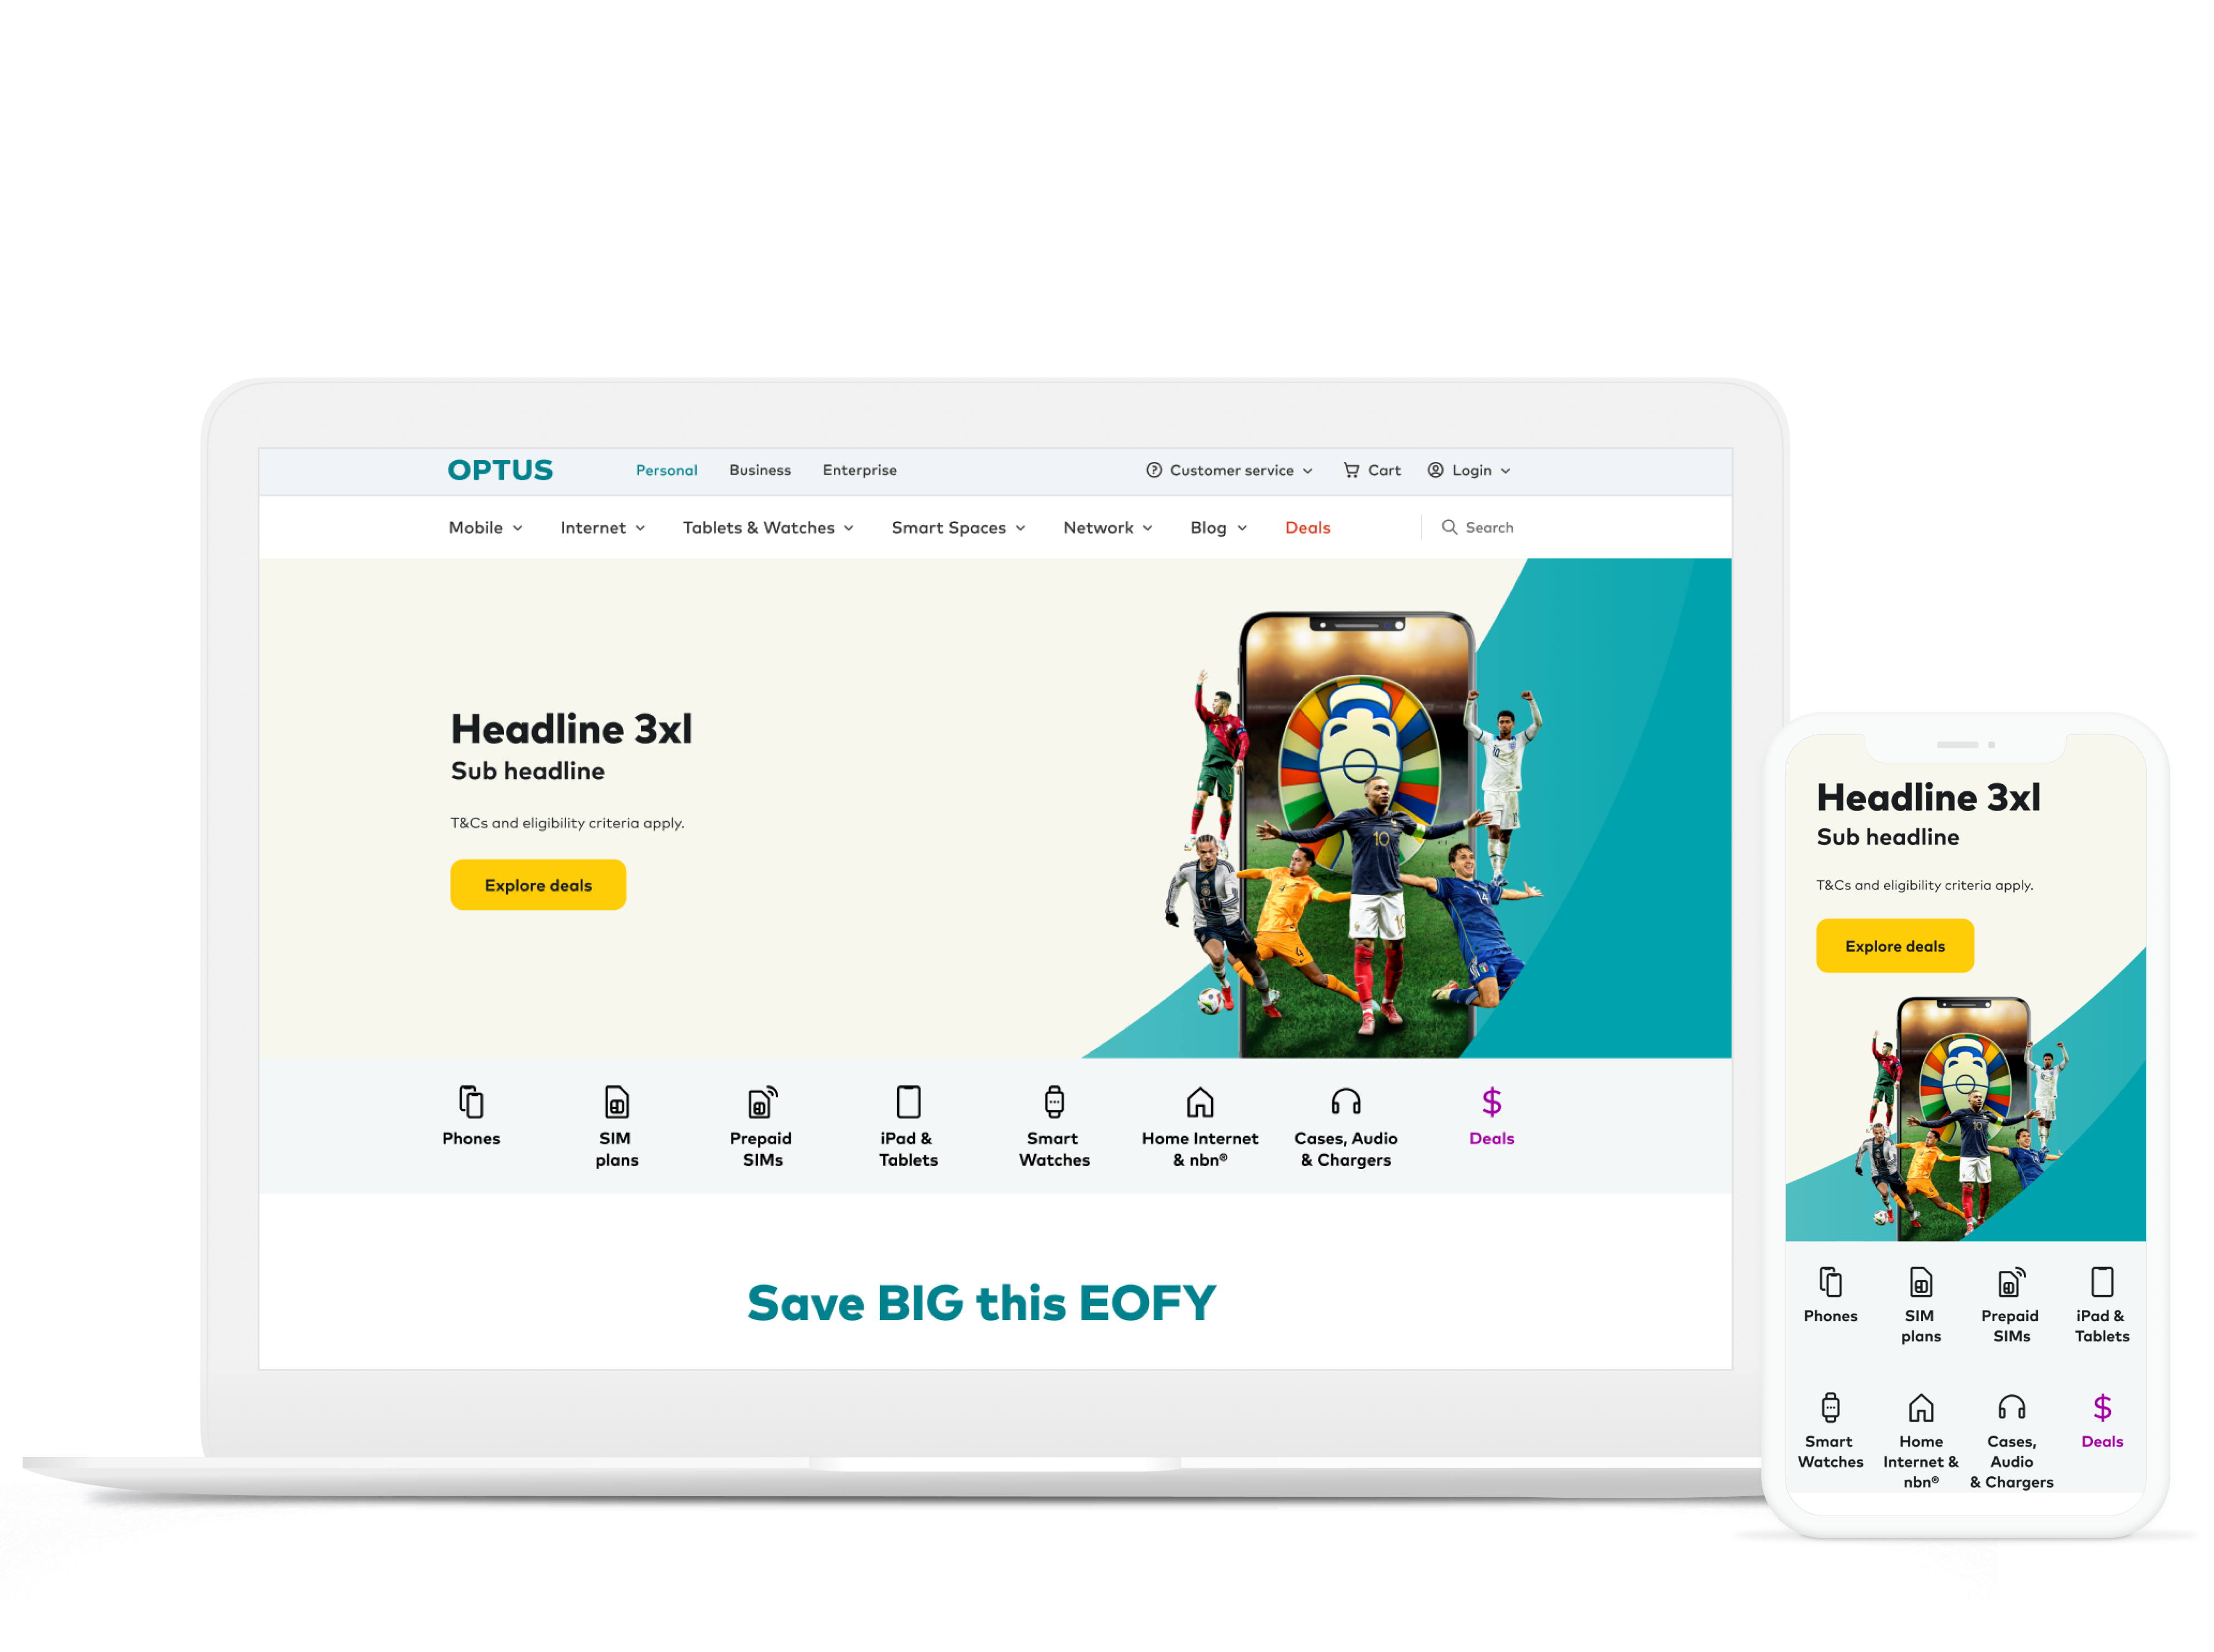 OPTUS
Personal Business Enterprise
Customer service Cart Login
Mobile Internet Tablets & Watches Smart Spaces Network Blog Deals
Search
Headline 3xl
Sub headline
T&Cs and eligibility criteria apply.
Explore deals
10
10
Phones
SIM
plans
Prepaid
SIMs
iPad &
Tablets
Smart
Watches
Home Internet
& nbn®
Cases, Audio
& Chargers
$
Deals
Save BIG this EOFY
Headline 3xl
Sub headline
T&Cs and eligibility criteria apply.
Explore deals
10
Phones
SIM
plans
Prepaid
SIMs
iPad &
Tablets
Smart
Watches
Home
Internet &
nbn®
Cases,
Audio
& Chargers
$
Deals